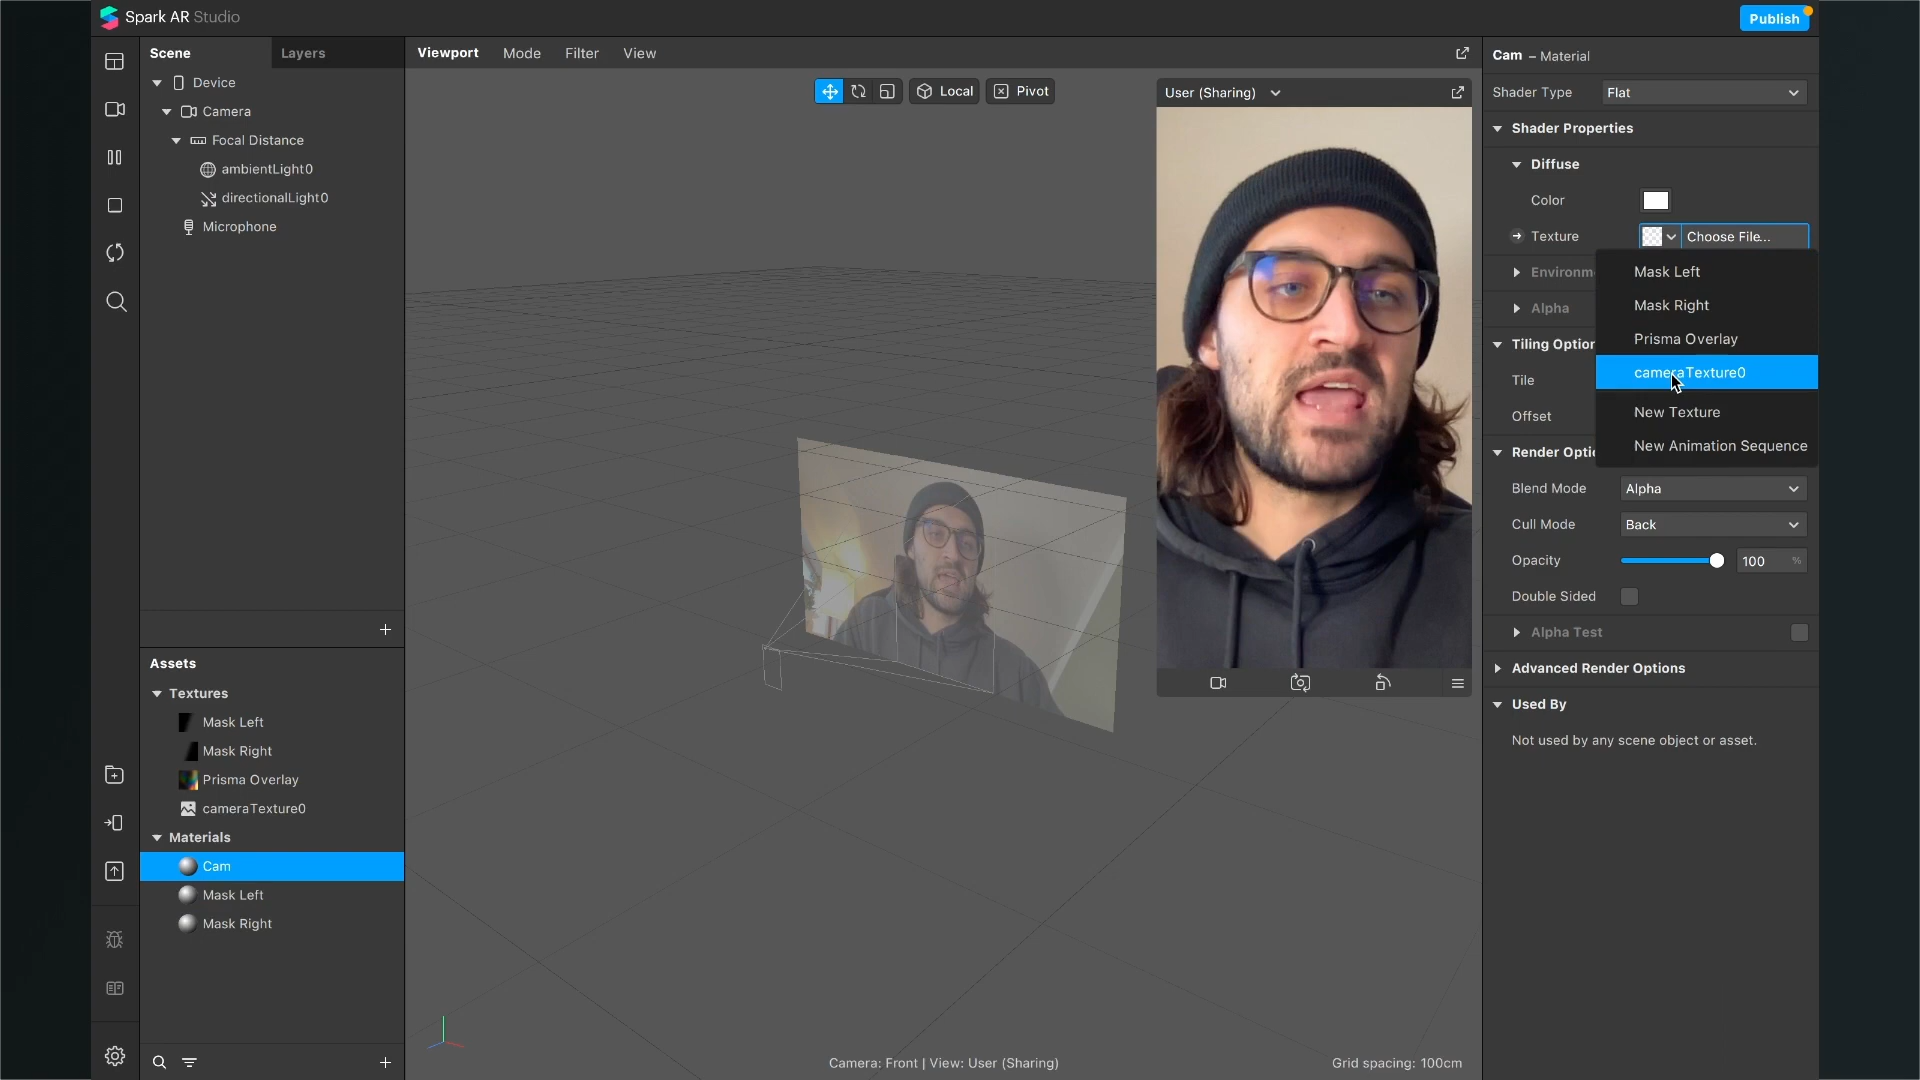 Spark AR Studio
Publish
Scene
Layers
Device
Camera
Focal Distance
ambientLight0
directionalLight0
Microphone
Assets
Textures
Mask Left
Mask Right
Prisma Overlay
cameraTexture0
Materials
Cam
Mask Left
Mask Right
Viewport
Mode
Filter
View
Local
Pivot
User (Sharing)
Camera: Front | View: User (Sharing)
Grid spacing: 100cm
Cam – Material
Shader Type
Flat
Shader Properties
Diffuse
Color
Texture
Choose File...
Environm
Alpha
Tiling Option
Tile
Offset
Mask Left
Mask Right
Prisma Overlay
cameraTexture0
New Texture
New Animation Sequence
Render Optio
Blend Mode
Alpha
Cull Mode
Back
Opacity
100
%
Double Sided
Alpha Test
Advanced Render Options
Used By
Not used by any scene object or asset.